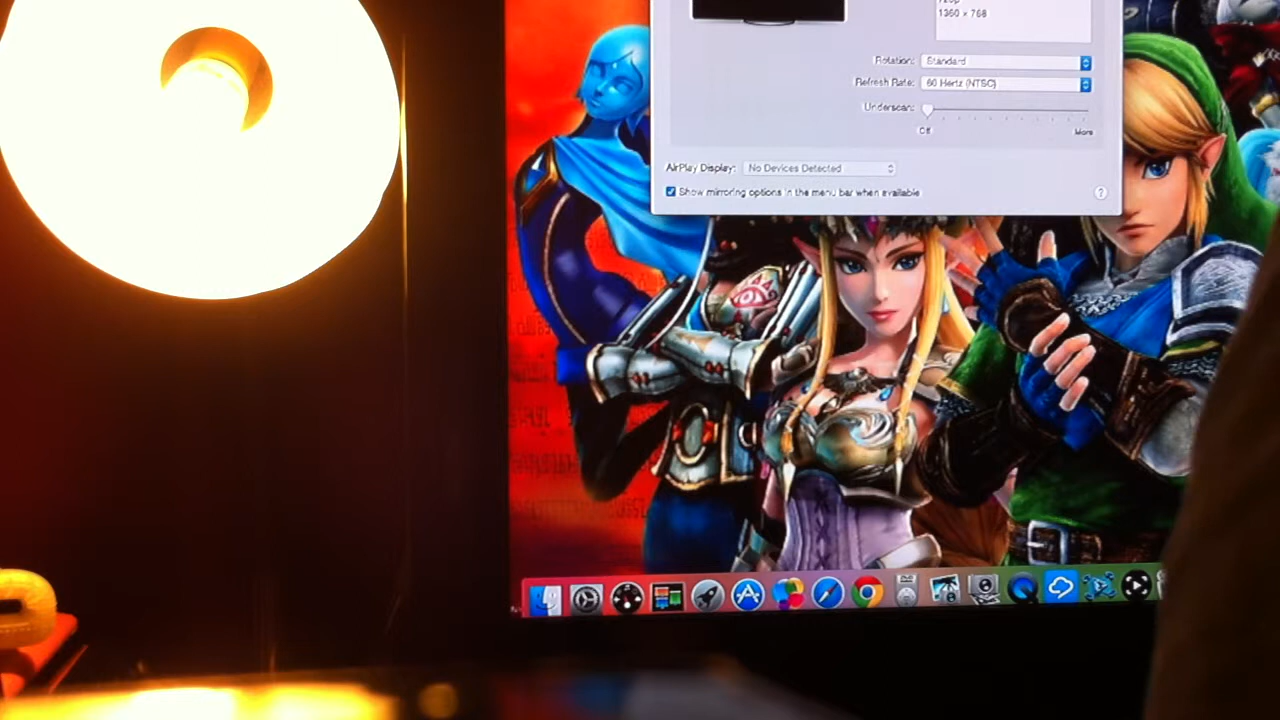 1360 × 768
Rotation: Standard
Refresh Rate: 60 Hertz (NTSC)
Underscan:
Off More
AirPlay Display: No Devices Detected
Show mirroring options in the menu bar when available
?